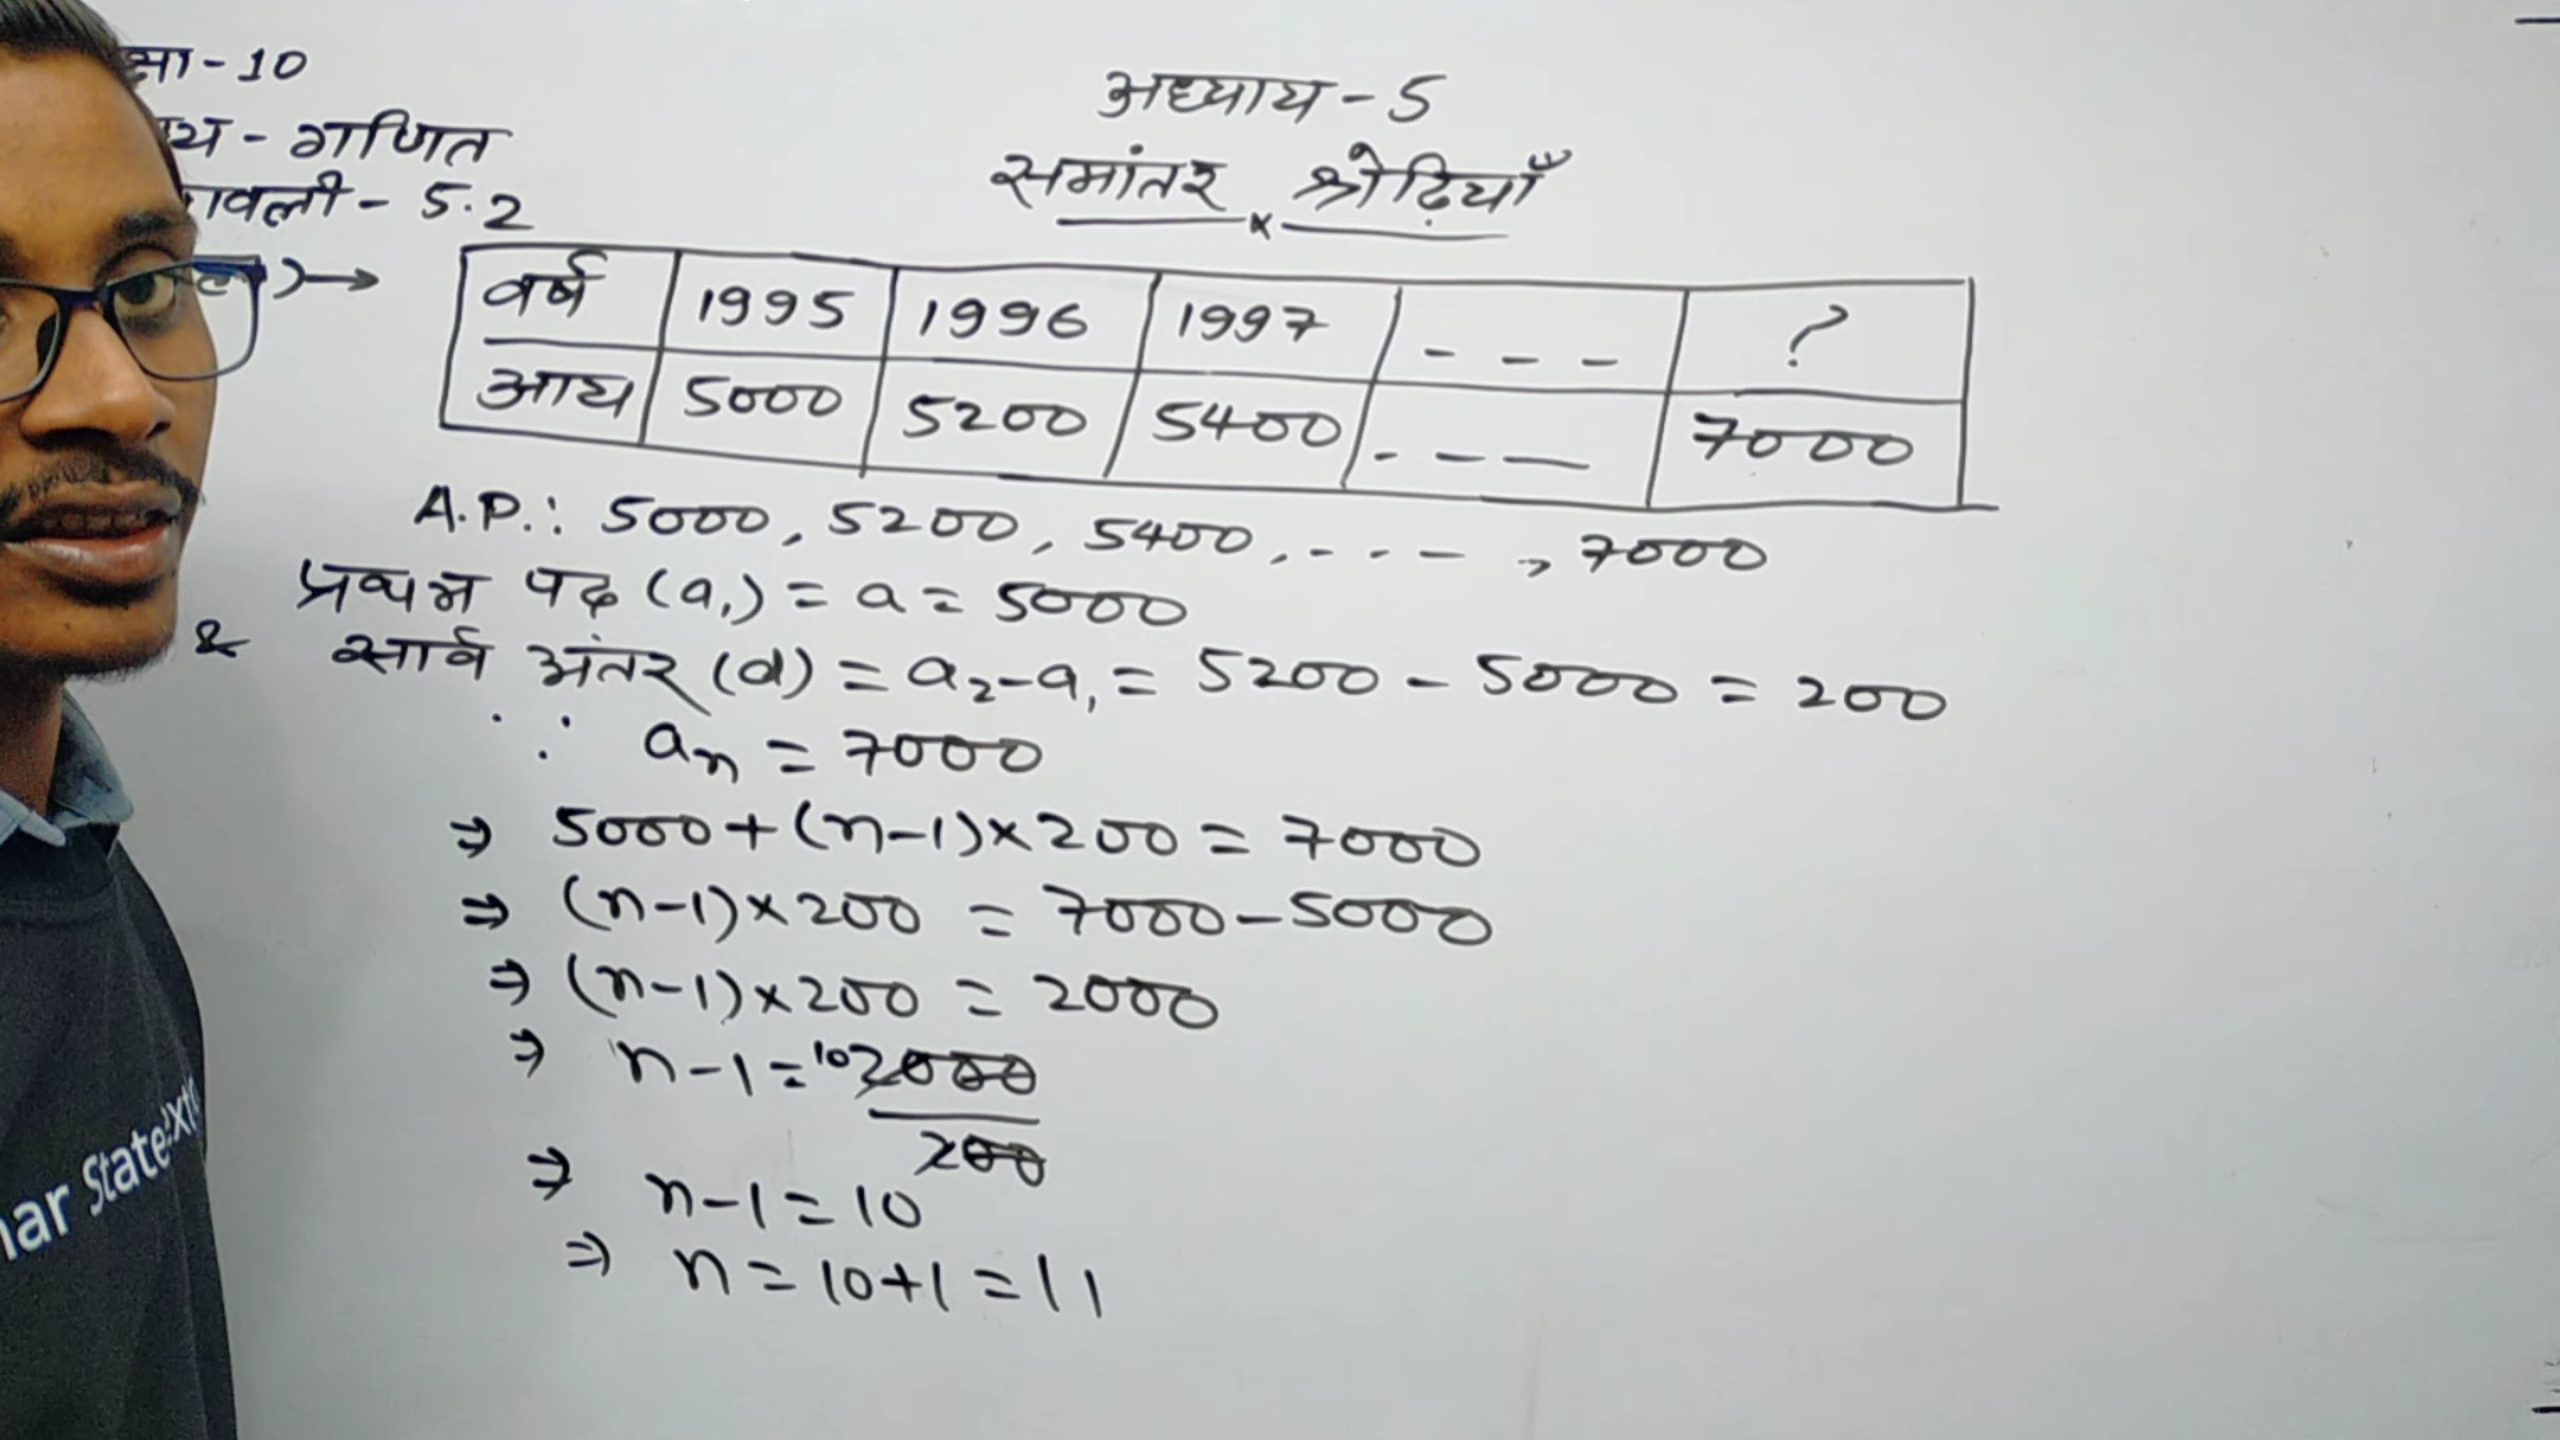 - 10
- गणित
- 5.2
अध्याय - 5
समांतर श्रेढ़ियाँ
वर्ष 1995 1996 1997 - - - ?
आय 5000 5200 5400 - - - 7000
A.P.: 5000, 5200, 5400, - - - , 7000
प्रथम पद (a₁) = a = 5000
& सार्व अंतर (d) = a₂-a₁ = 5200 - 5000 = 200
∵ aₙ = 7000
⇒ 5000+(n-1)×200 = 7000
⇒ (n-1)×200 = 7000-5000
⇒ (n-1)×200 = 2000
⇒ n-1 = 10 2000/200
⇒ n-1 = 10
⇒ n = 10+1 = 11
State